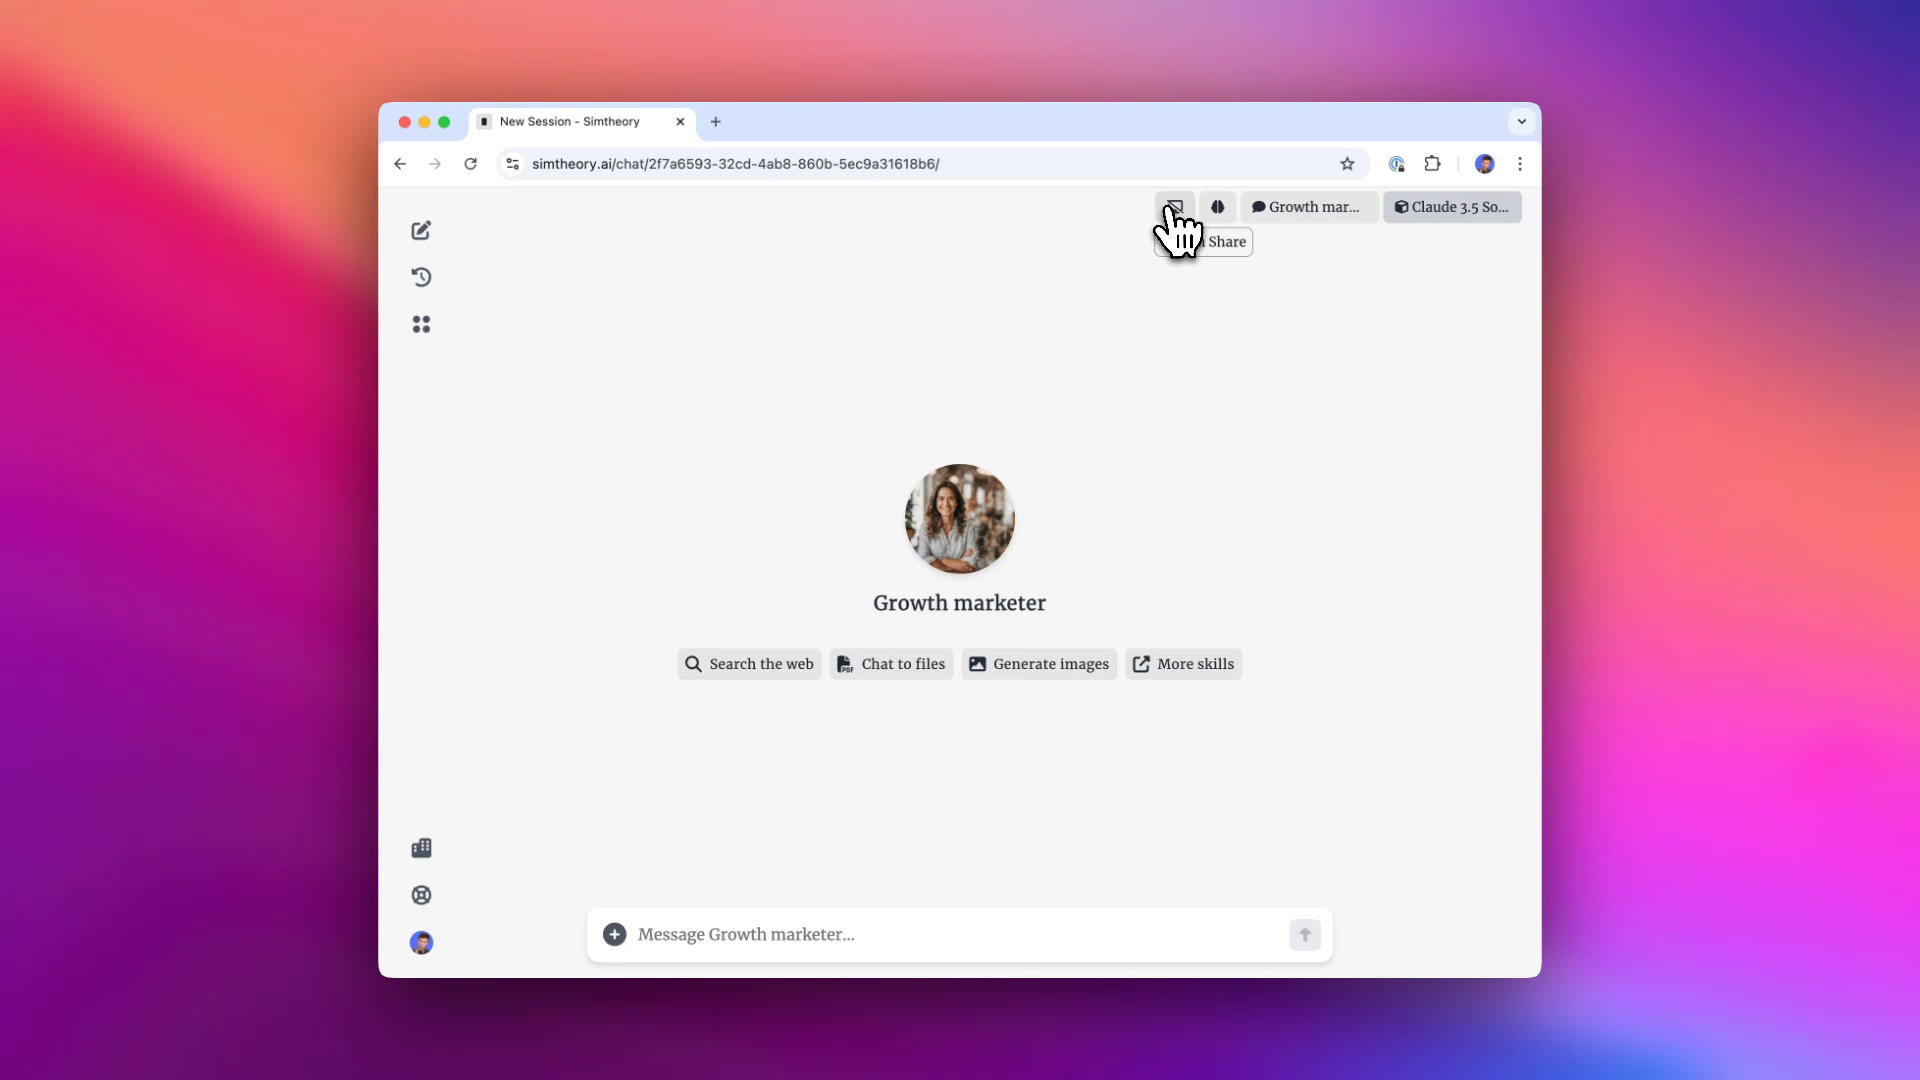 New Session - Simtheory
simtheory.ai/chat/2f7a6593-32cd-4ab8-860b-5ec9a31618b6/
Growth mar...
Claude 3.5 So...
Share
Growth marketer
Search the web
Chat to files
Generate images
More skills
Message Growth marketer...